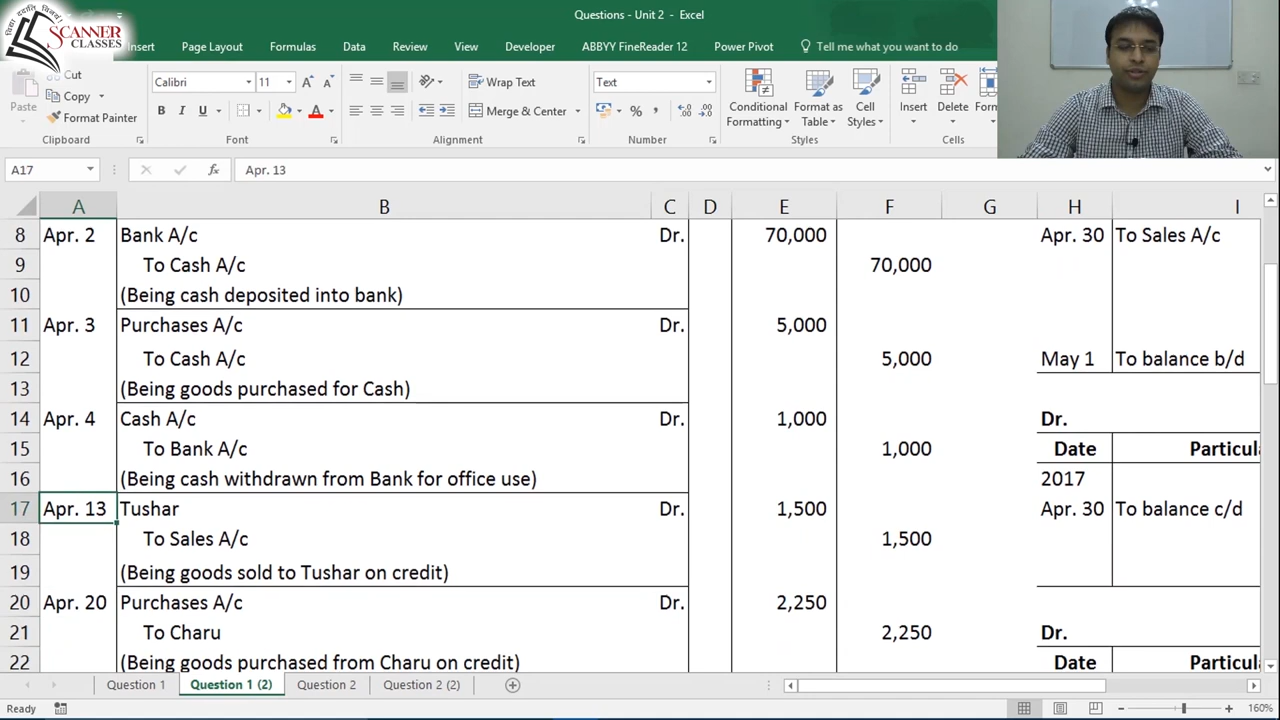 SCANNER
CLASSES
Questions - Unit 2 - Excel
Insert Page Layout Formulas Data Review View Developer ABBYY FineReader 12 Power Pivot Tell me what you want to do
Paste
Cut
Copy
Format Painter
Clipboard
Calibri 11
B I U
Font
Wrap Text
Merge & Center
Alignment
Text
Number
Conditional Formatting
Format as Table
Cell Styles
Styles
Insert Delete
Cells
A17 fx Apr. 13
A B C D E F G H I
8 Apr. 2 Bank A/c Dr. 70,000 Apr. 30 To Sales A/c
9 To Cash A/c 70,000
10 (Being cash deposited into bank)
11 Apr. 3 Purchases A/c Dr. 5,000
12 To Cash A/c 5,000 May 1 To balance b/d
13 (Being goods purchased for Cash)
14 Apr. 4 Cash A/c Dr. 1,000 Dr.
15 To Bank A/c 1,000 Date Particul
16 (Being cash withdrawn from Bank for office use) 2017
17 Apr. 13 Tushar Dr. 1,500 Apr. 30 To balance c/d
18 To Sales A/c 1,500
19 (Being goods sold to Tushar on credit)
20 Apr. 20 Purchases A/c Dr. 2,250
21 To Charu 2,250 Dr.
22 (Being goods purchased from Charu on credit) Date Particul
Question 1 Question 1 (2) Question 2 Question 2 (2)
Ready 160%